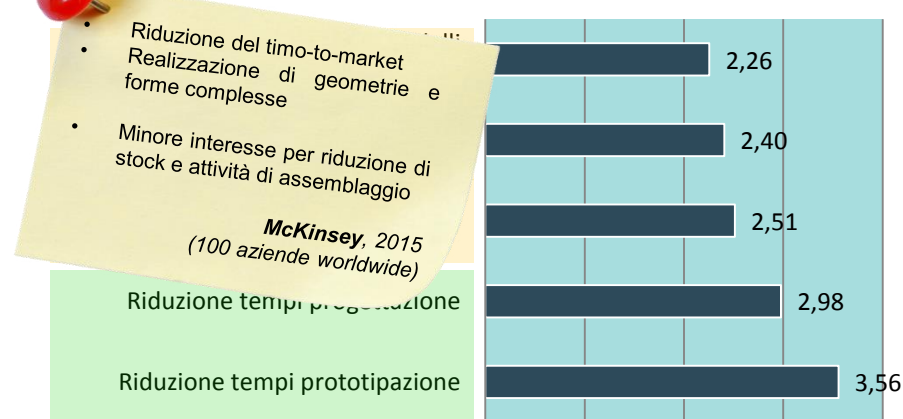 Riduzione del timo-to-market
Realizzazione di geometrie e
forme complesse
Minore interesse per riduzione di
stock e attività di assemblaggio
McKinsey, 2015
(100 aziende worldwide)
2,26
2,40
2,51
Riduzione tempi progettazione 2,98
Riduzione tempi prototipazione 3,56